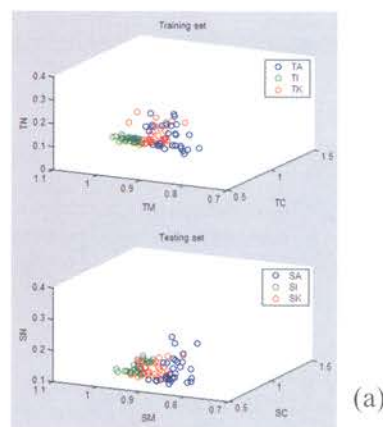 Training set
TA
TI
TK
TN
0.4
0.3
0.2
0.1
0
1.1
1
0.9
0.8
0.7
TM
0.5
1
1.5
TC
Testing set
SA
SI
SK
SN
0.4
0.3
0.2
0.1
1.1
1
0.9
0.8
0.7
0.6
SM
0.5
1
1.5
SC
(a)